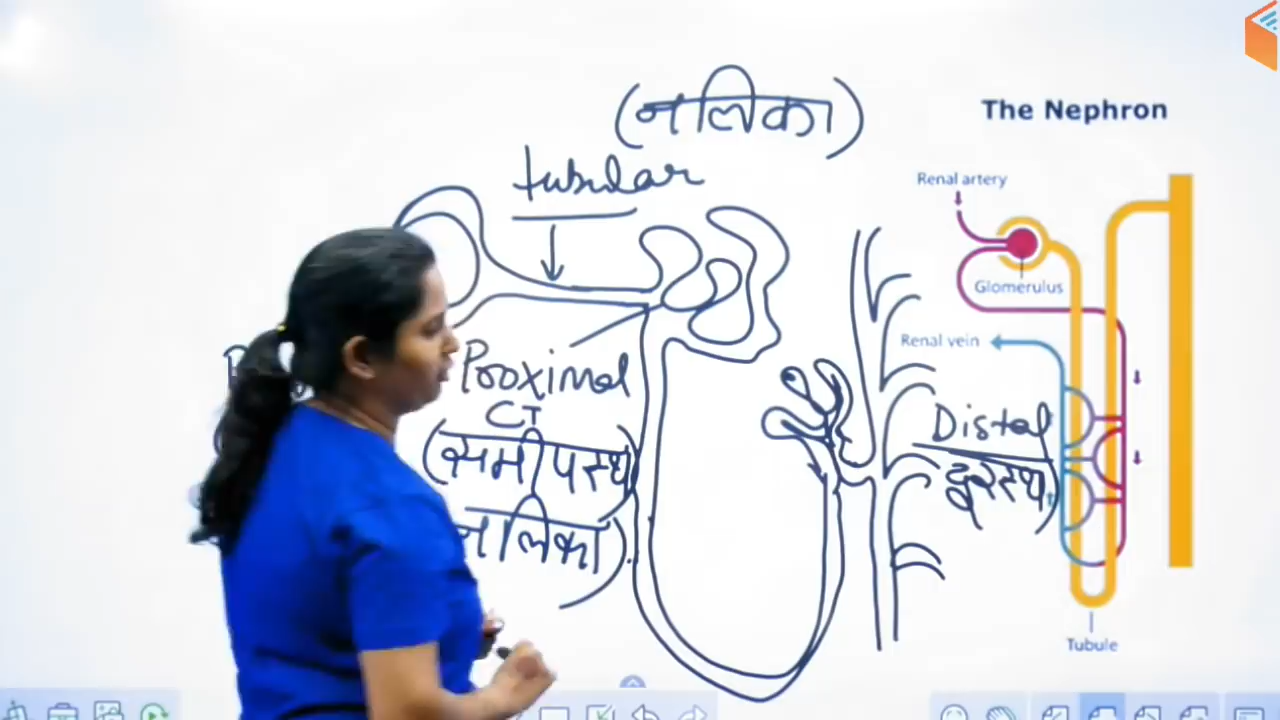 (नलिका)
The Nephron
tubular
Renal artery
Glomerulus
Renal vein
Proximal
CT
(समीपस्थ
नलिका)
Distal
दूरस्थ)
Tubule